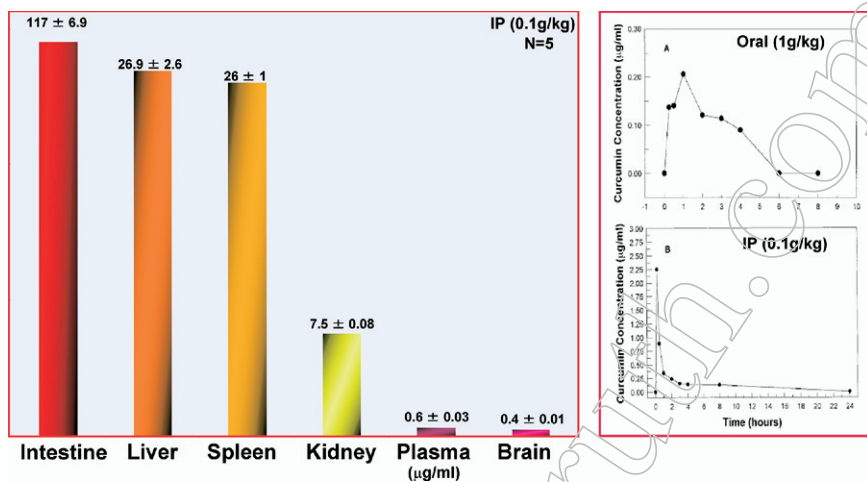 117 ± 6.9
IP (0.1g/kg)
N=5
26.9 ± 2.6
26 ± 1
7.5 ± 0.08
0.6 ± 0.03
0.4 ± 0.01
Intestine Liver Spleen Kidney Plasma Brain
(µg/ml)
Curcumin Concentration (µg/ml)
A
Oral (1g/kg)
0.30
0.20
0.10
0.00
-1 0 1 2 3 4 5 6 7 8 9 10
Curcumin Concentration (µg/ml)
B
IP (0.1g/kg)
3.00
2.75
2.50
2.25
2.00
1.75
1.50
1.25
1.00
0.75
0.50
0.25
0.00
0 2 4 6 8 10 12 14 16 18 20 22 24
Time (hours)